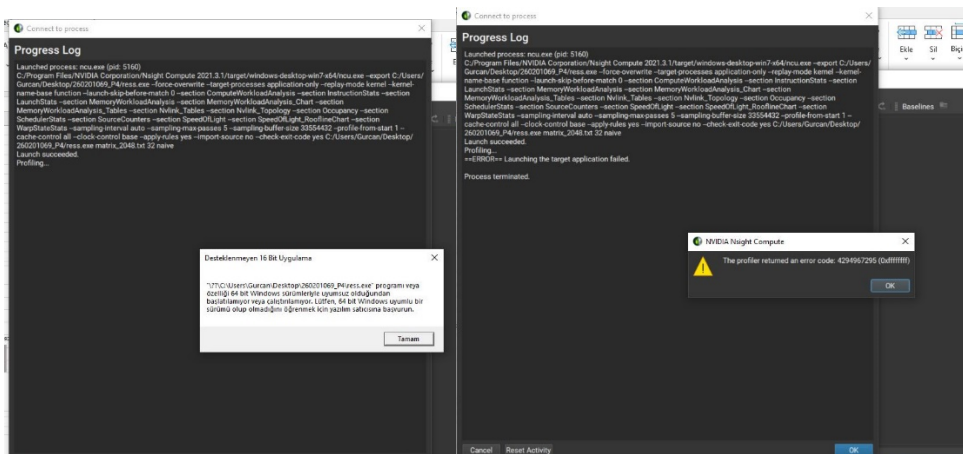 Connect to process
Progress Log
Launched process: ncu.exe (pid: 5160)
C:/Program Files/NVIDIA Corporation/Nsight Compute 2021.3.1/target/windows-desktop-win7-x64/ncu.exe --export C:/Users/
Gurcan/Desktop/260201069_P4/ress.exe --force-overwrite --target-processes application-only --replay-mode kernel --kernel-
name-base function --launch-skip-before-match 0 --section ComputeWorkloadAnalysis --section InstructionStats --section
LaunchStats --section MemoryWorkloadAnalysis --section MemoryWorkloadAnalysis_Chart --section
MemoryWorkloadAnalysis_Tables --section Nvlink_Tables --section Nvlink_Topology --section Occupancy --section
SchedulerStats --section SourceCounters --section SpeedOfLight --section SpeedOfLight_RooflineChart --section
WarpStateStats --sampling-interval auto --sampling-max-passes 5 --sampling-buffer-size 33554432 --profile-from-start 1 --
cache-control all --clock-control base --apply-rules yes --import-source no --check-exit-code yes C:/Users/Gurcan/Desktop/
260201069_P4/ress.exe matrix_2048.txt 32 naive
Launch succeeded.
Profiling...
Desteklenmeyen 16 Bit Uygulama
"\??\C:\Users\Gurcan\Desktop\260201069_P4\ress.exe" programı veya
özelliği 64 bit Windows sürümleriyle uyumsuz olduğundan
başlatılamıyor veya çalıştırılamıyor. Lütfen, 64 bit Windows uyumlu bir
sürümü olup olmadığını öğrenmek için yazılım satıcısına başvurun.
Tamam
Connect to process
Progress Log
Launched process: ncu.exe (pid: 5160)
C:/Program Files/NVIDIA Corporation/Nsight Compute 2021.3.1/target/windows-desktop-win7-x64/ncu.exe --export C:/Users/
Gurcan/Desktop/260201069_P4/ress.exe --force-overwrite --target-processes application-only --replay-mode kernel --kernel-
name-base function --launch-skip-before-match 0 --section ComputeWorkloadAnalysis --section InstructionStats --section
LaunchStats --section MemoryWorkloadAnalysis --section MemoryWorkloadAnalysis_Chart --section
MemoryWorkloadAnalysis_Tables --section Nvlink_Tables --section Nvlink_Topology --section Occupancy --section
SchedulerStats --section SourceCounters --section SpeedOfLight --section SpeedOfLight_RooflineChart --section
WarpStateStats --sampling-interval auto --sampling-max-passes 5 --sampling-buffer-size 33554432 --profile-from-start 1 --
cache-control all --clock-control base --apply-rules yes --import-source no --check-exit-code yes C:/Users/Gurcan/Desktop/
260201069_P4/ress.exe matrix_2048.txt 32 naive
Launch succeeded.
Profiling...
==ERROR== Launching the target application failed.
Process terminated.
NVIDIA Nsight Compute
The profiler returned an error code: 4294967295 (0xffffffff)
OK
Cancel Reset Activity OK
Ekle Sil Biçi
Baselines